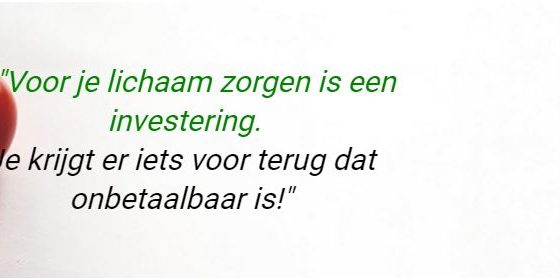 "Voor je lichaam zorgen is een
investering.
Je krijgt er iets voor terug dat
onbetaalbaar is!"